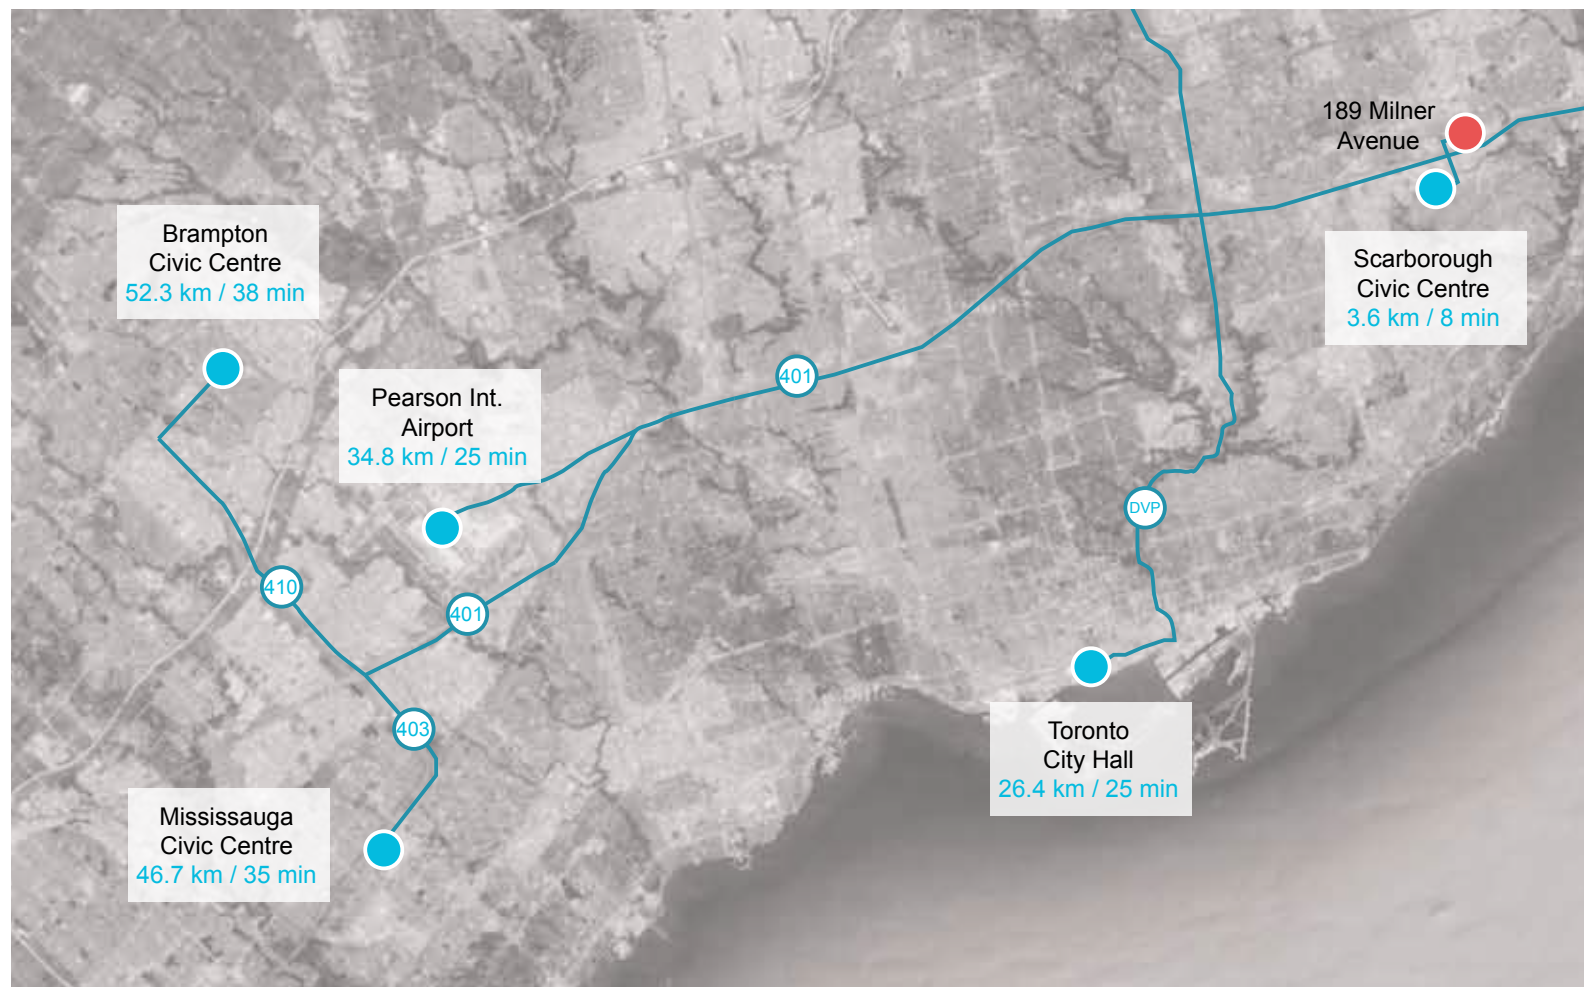 189 Milner
Avenue
Brampton
Civic Centre
52.3 km / 38 min
Scarborough
Civic Centre
3.6 km / 8 min
Pearson Int.
Airport
34.8 km / 25 min
401
DVP
410
401
403
Toronto
City Hall
26.4 km / 25 min
Mississauga
Civic Centre
46.7 km / 35 min